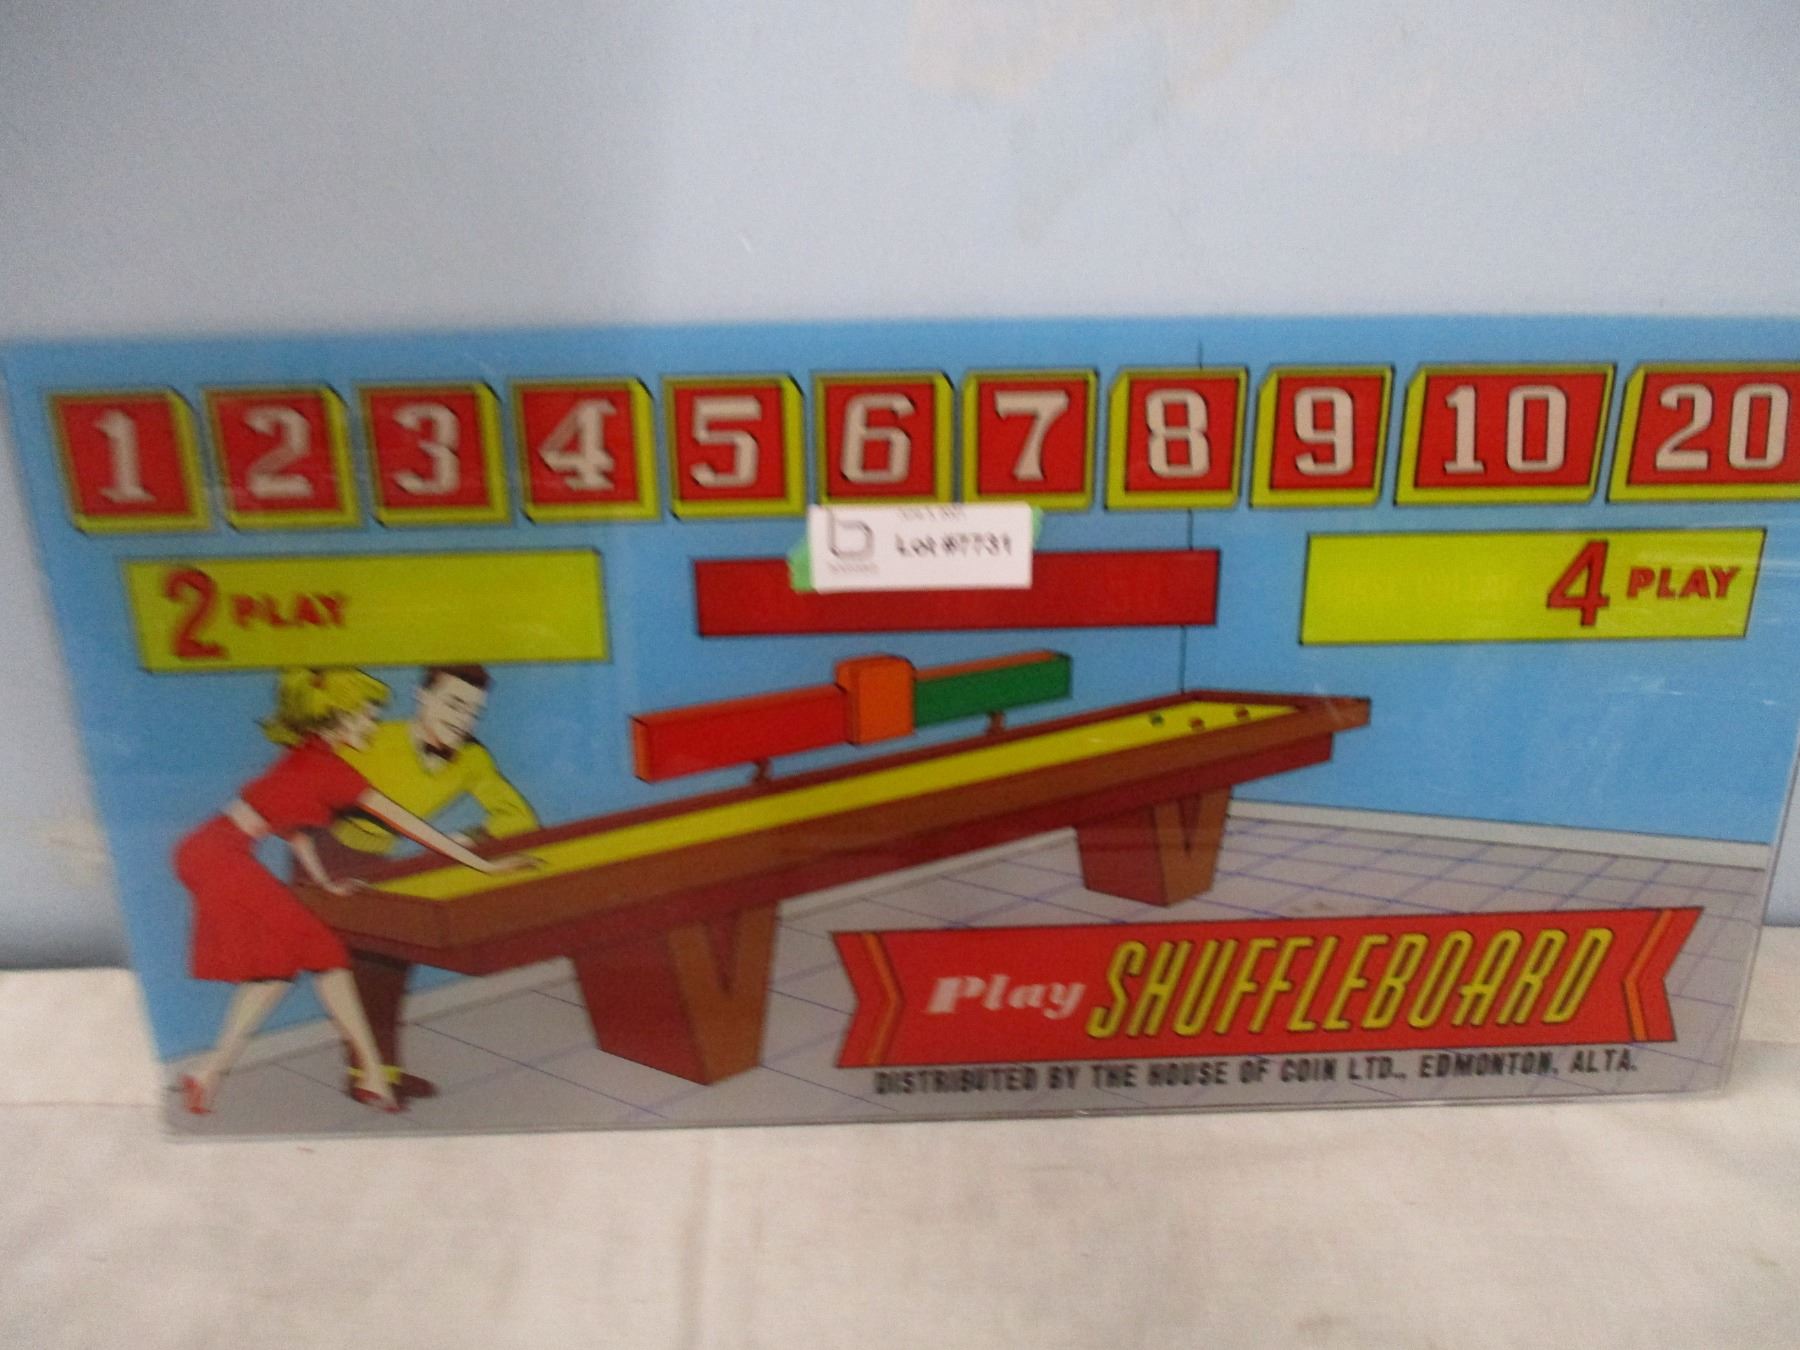 1 2 3 4 5 6 7 8 9 10 20
Lot #7731
2 PLAY
4 PLAY
Play SHUFFLEBOARD
DISTRIBUTED BY THE HOUSE OF COIN LTD., EDMONTON, ALTA.